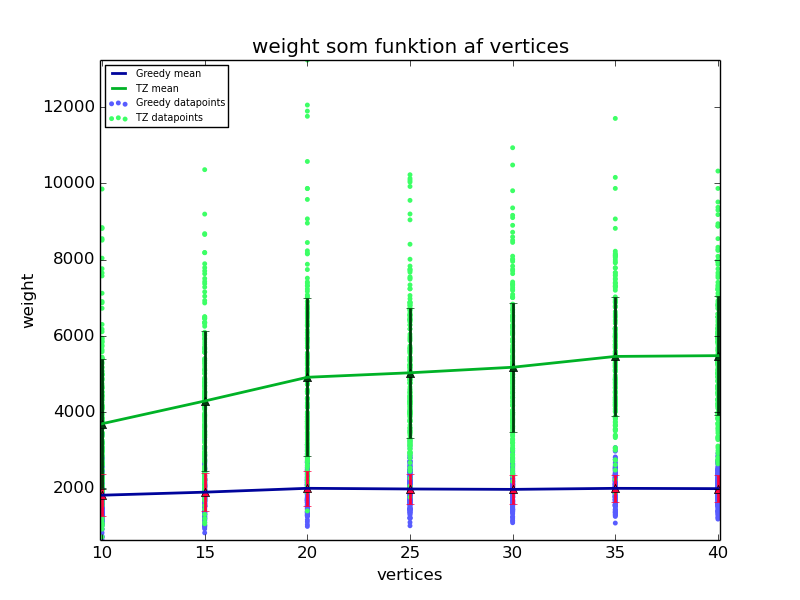 weight som funktion af vertices
Greedy mean
TZ mean
Greedy datapoints
TZ datapoints
12000
10000
8000
6000
4000
2000
weight
10 15 20 25 30 35 40
vertices